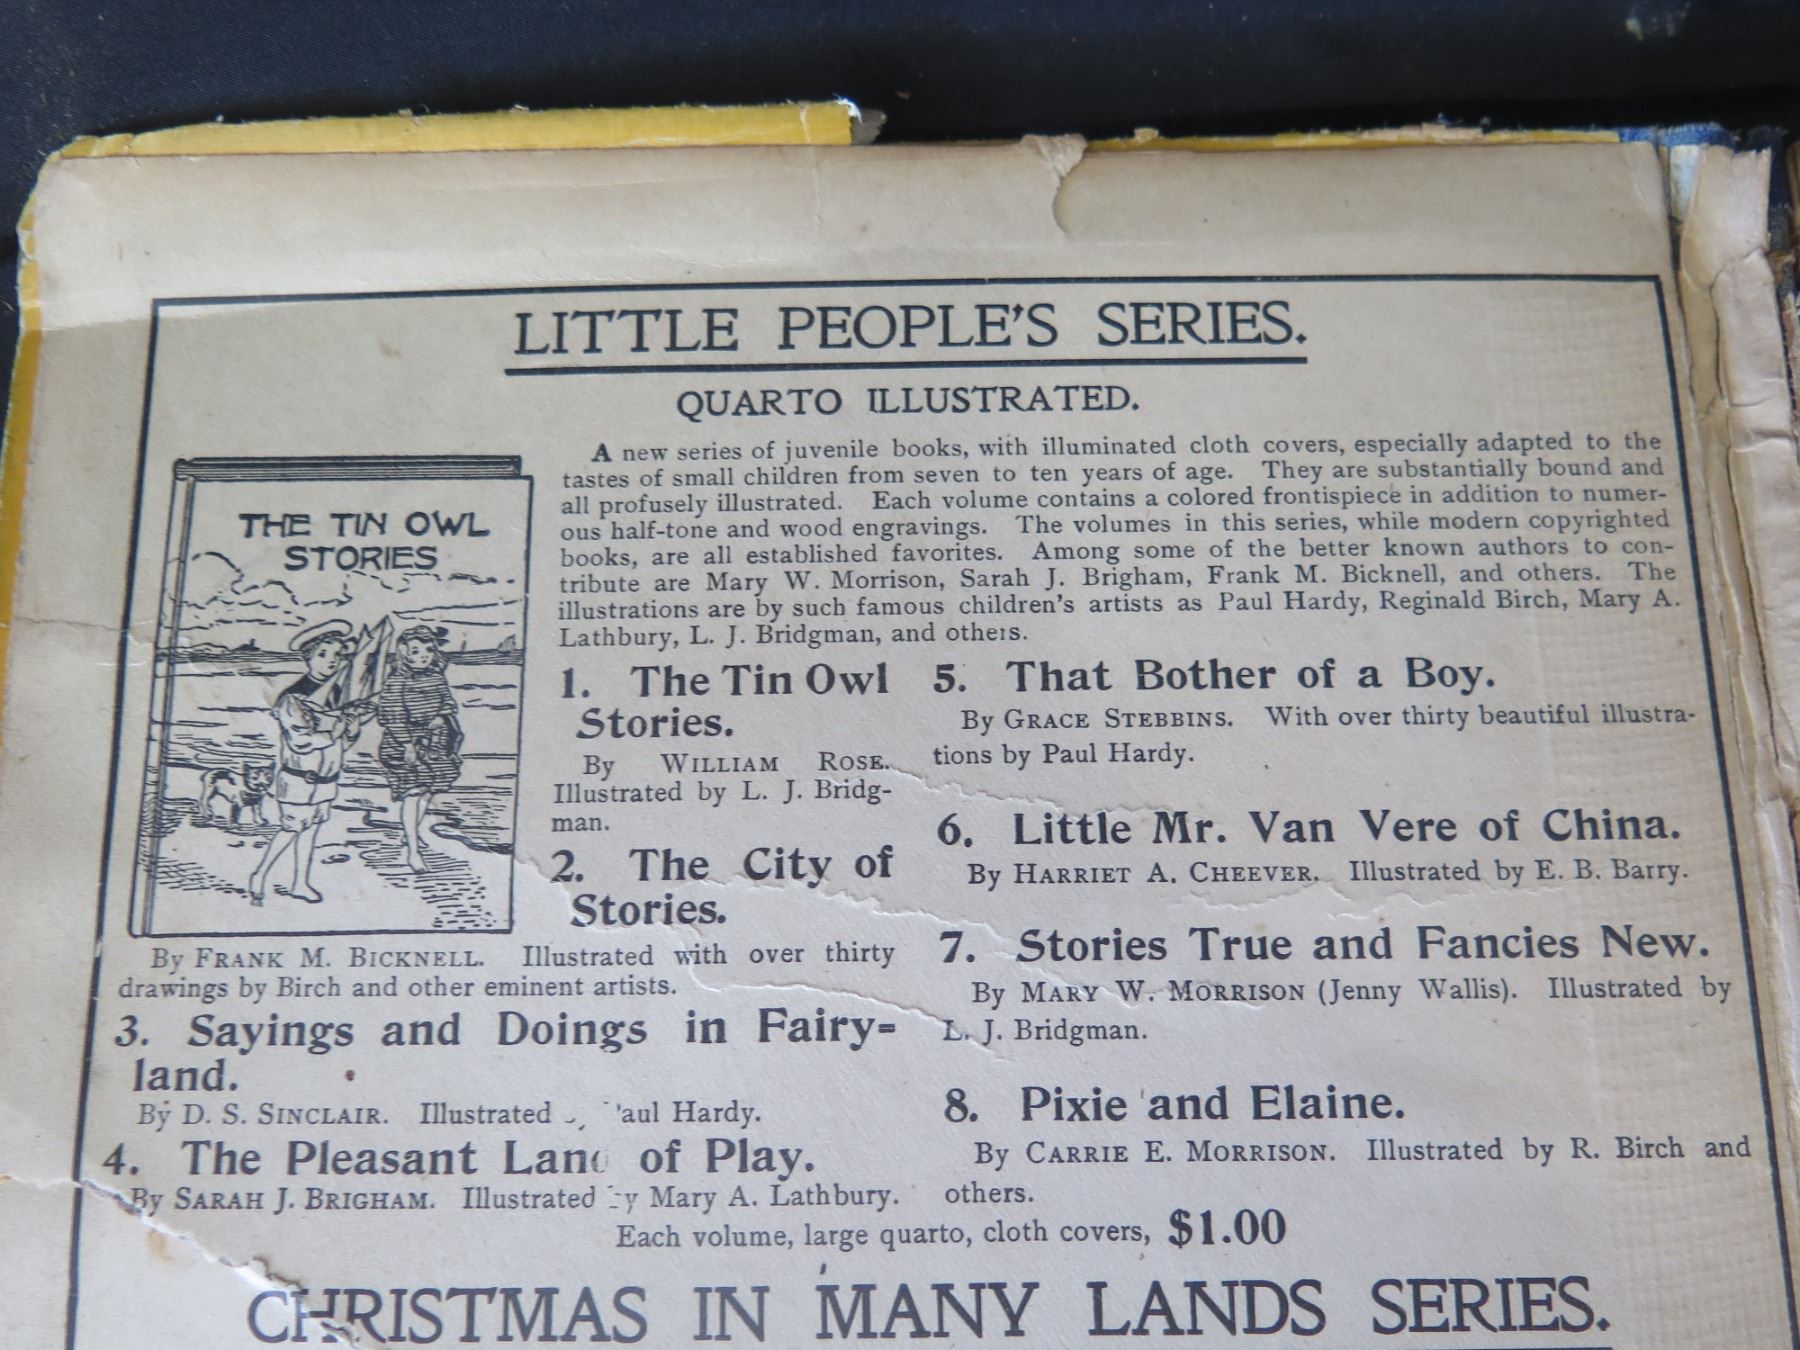 LITTLE PEOPLE'S SERIES.
QUARTO ILLUSTRATED.
THE TIN OWL
STORIES
A new series of juvenile books, with illuminated cloth covers, especially adapted to the
tastes of small children from seven to ten years of age. They are substantially bound and
all profusely illustrated. Each volume contains a colored frontispiece in addition to numer-
ous half-tone and wood engravings. The volumes in this series, while modern copyrighted
books, are all established favorites. Among some of the better known authors to con-
tribute are Mary W. Morrison, Sarah J. Brigham, Frank M. Bicknell, and others. The
illustrations are by such famous children's artists as Paul Hardy, Reginald Birch, Mary A.
Lathbury, L. J. Bridgman, and others.
1. The Tin Owl
Stories.
By WILLIAM ROSE.
Illustrated by L. J. Bridg-
man.
2. The City of
Stories.
By FRANK M. BICKNELL. Illustrated with over thirty
drawings by Birch and other eminent artists.
3. Sayings and Doings in Fairy-
land.
By D. S. SINCLAIR. Illustrated aul Hardy.
4. The Pleasant Land of Play.
By SARAH J. BRIGHAM. Illustrated by Mary A. Lathbury.
5. That Bother of a Boy.
By GRACE STEBBINS. With over thirty beautiful illustra-
tions by Paul Hardy.
6. Little Mr. Van Vere of China.
By HARRIET A. CHEEVER. Illustrated by E. B. Barry.
7. Stories True and Fancies New.
By MARY W. MORRISON (Jenny Wallis). Illustrated by
L. J. Bridgman.
8. Pixie and Elaine.
By CARRIE E. MORRISON. Illustrated by R. Birch and
others.
Each volume, large quarto, cloth covers, $1.00
CHRISTMAS IN MANY LANDS SERIES.